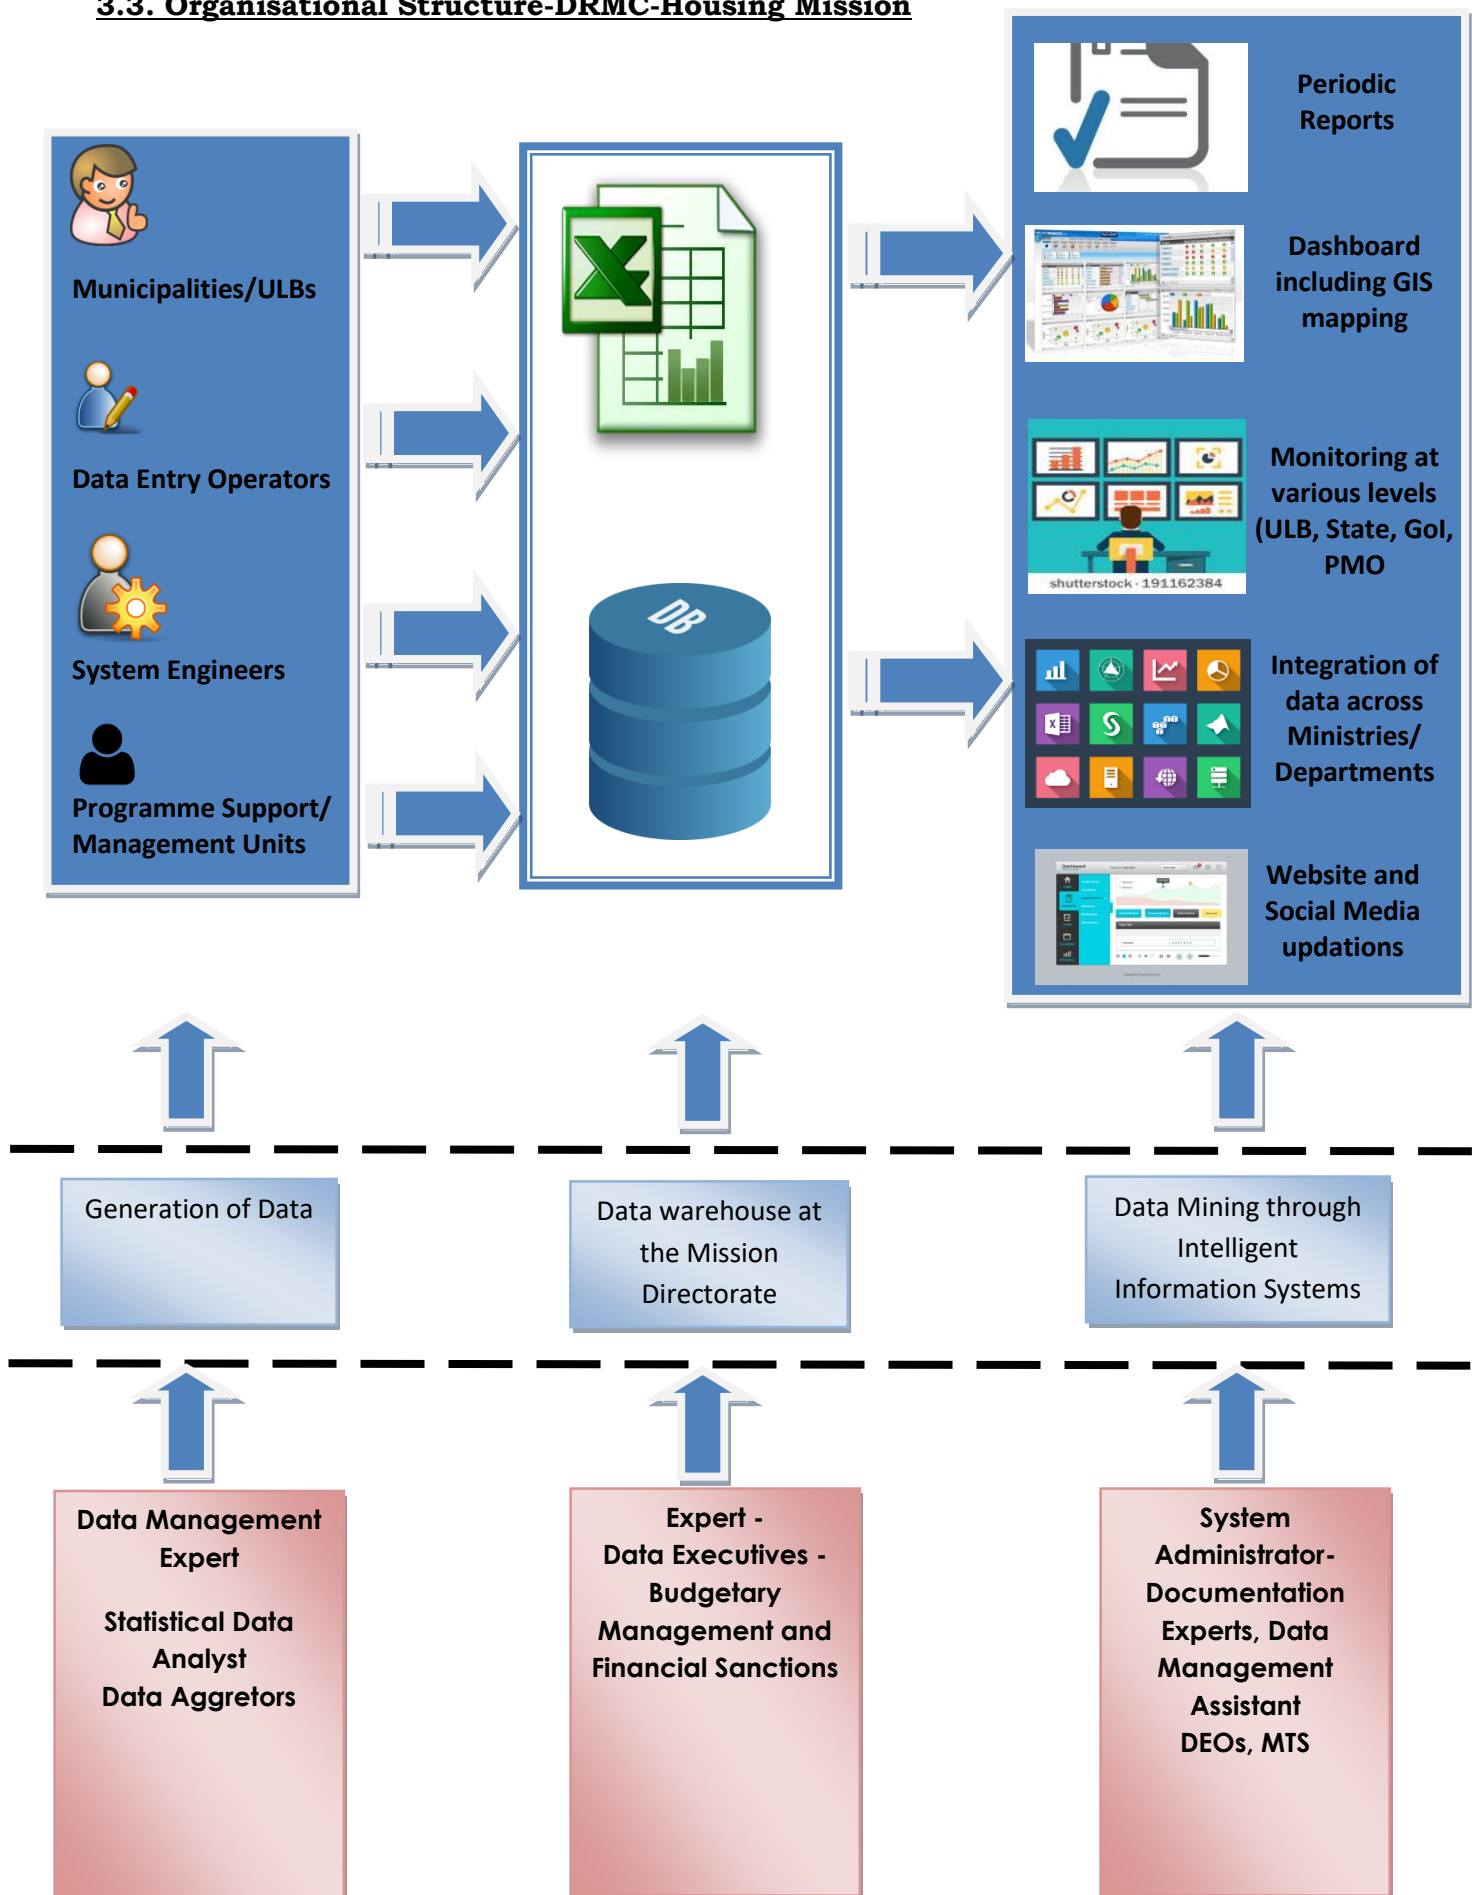 3.3. Organisational Structure-DRMC-Housing Mission
Municipalities/ULBs
Data Entry Operators
System Engineers
Programme Support/
Management Units
DB
Periodic
Reports
Dashboard
including GIS
mapping
Monitoring at
various levels
(ULB, State, GoI,
PMO
shutterstock · 191162384
Integration of
data across
Ministries/
Departments
Website and
Social Media
updations
Generation of Data
Data warehouse at
the Mission
Directorate
Data Mining through
Intelligent
Information Systems
Data Management
Expert
Statistical Data
Analyst
Data Aggretors
Expert -
Data Executives -
Budgetary
Management and
Financial Sanctions
System
Administrator-
Documentation
Experts, Data
Management
Assistant
DEOs, MTS